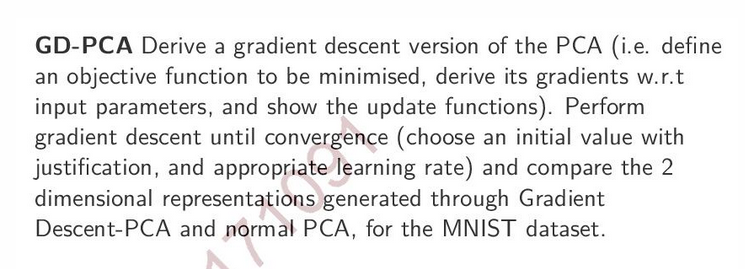 GD-PCA Derive a gradient descent version of the PCA (i.e. define
an objective function to be minimised, derive its gradients w.r.t
input parameters, and show the update functions). Perform
gradient descent until convergence (choose an initial value with
justification, and appropriate learning rate) and compare the 2
dimensional representations generated through Gradient
Descent-PCA and normal PCA, for the MNIST dataset.
171091